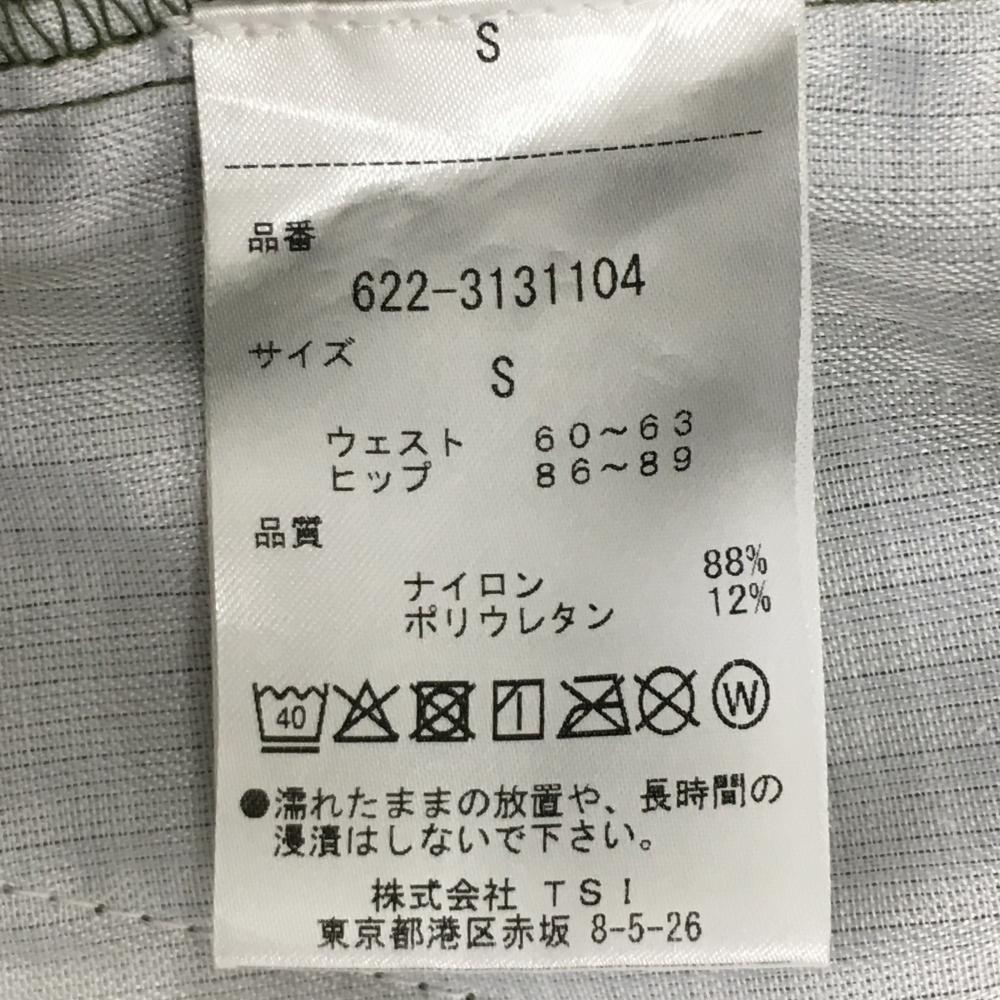 S
品番
622-3131104
サイズ
S
ウェスト 60~63
ヒップ 86~89
品質
ナイロン 88%
ポリウレタン 12%
40 W
●濡れたままの放置や、長時間の
浸漬はしないで下さい。
株式会社 TSI
東京都港区赤坂 8-5-26